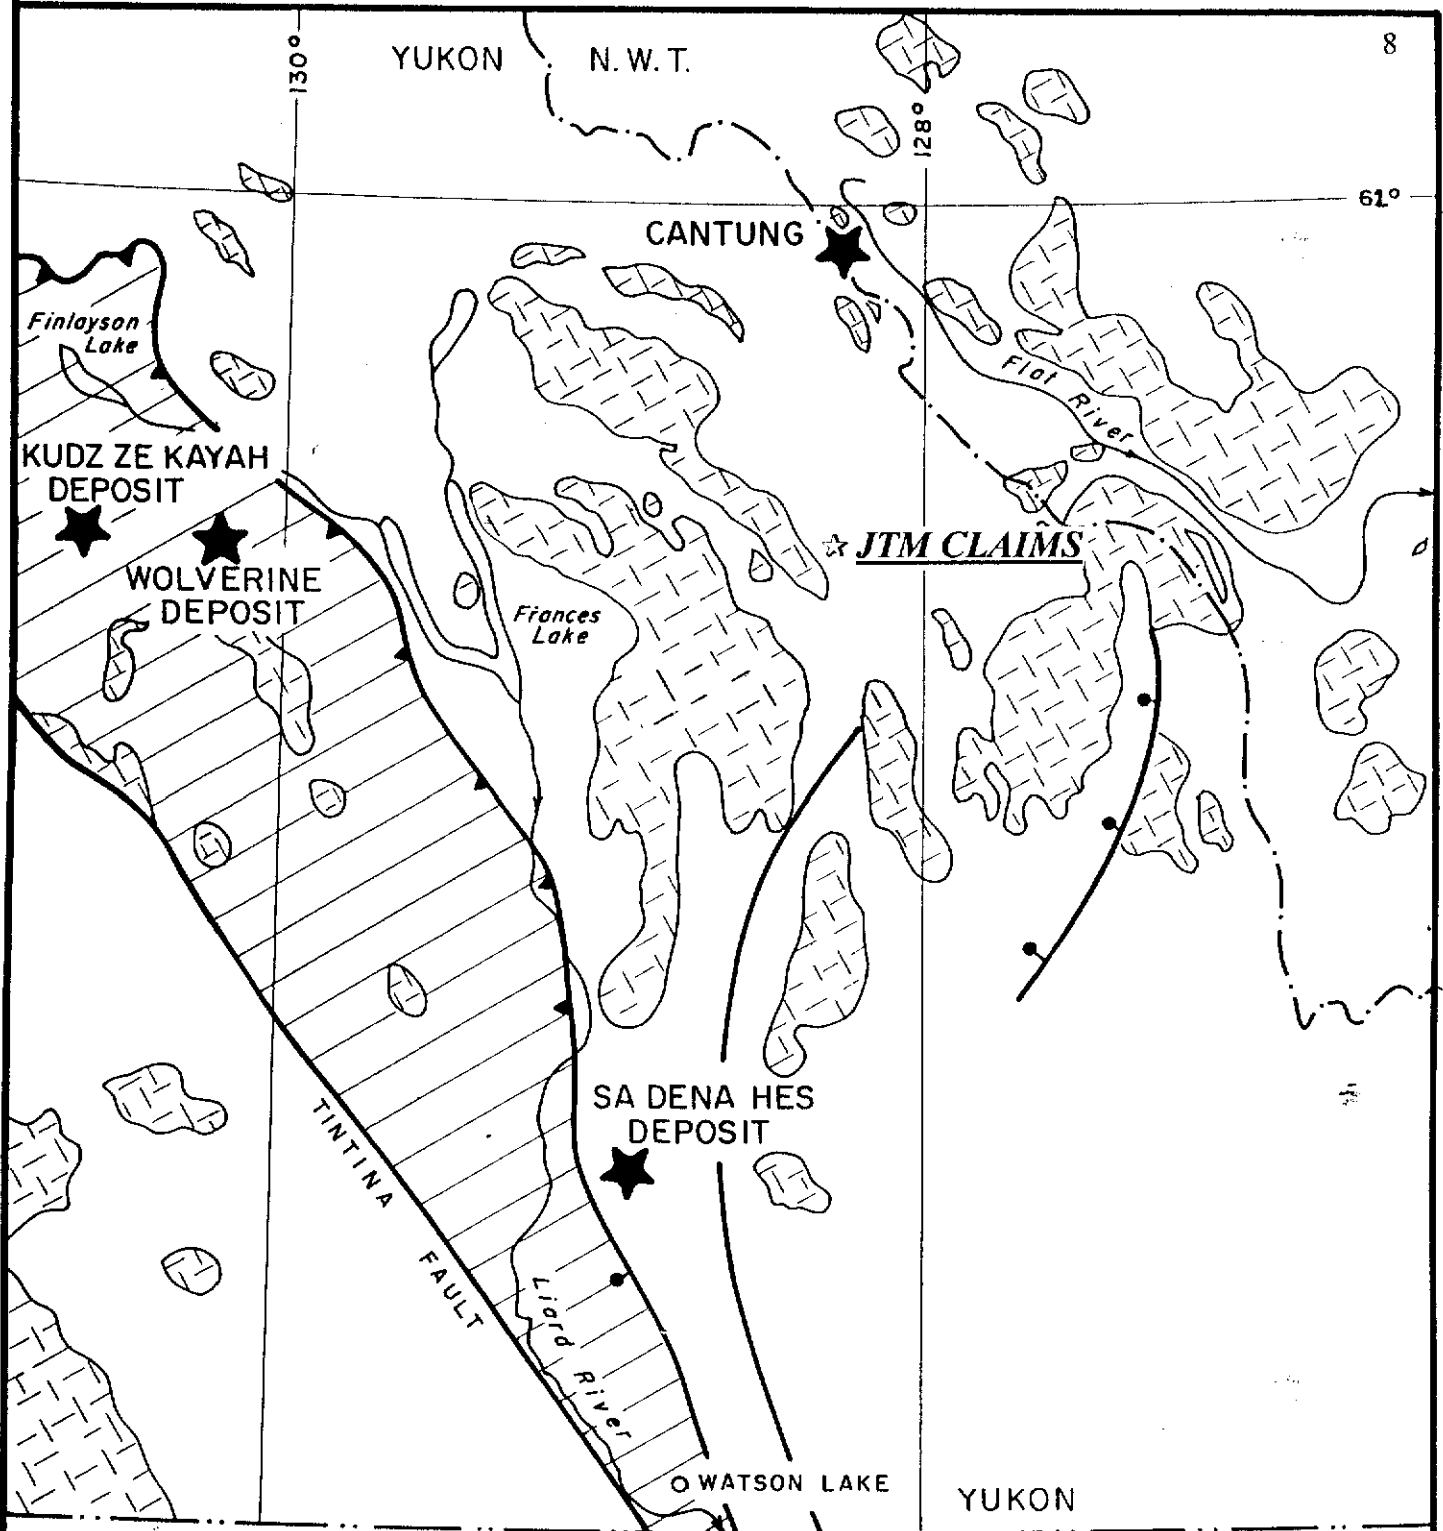 8
130°
YUKON N.W.T.
128°
61°
CANTUNG
Finlayson
Lake
Flat River
KUDZ ZE KAYAH
DEPOSIT
JTM CLAIMS
WOLVERINE
DEPOSIT
Frances
Lake
SA DENA HES
DEPOSIT
TINTINA FAULT
Liard River
WATSON LAKE
YUKON